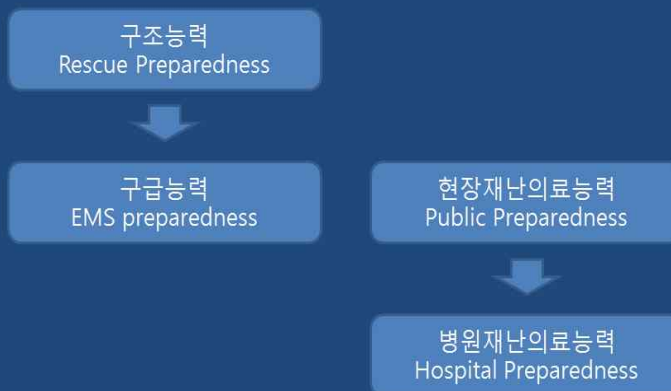 구조능력
Rescue Preparedness
구급능력
EMS preparedness
현장재난의료능력
Public Preparedness
병원재난의료능력
Hospital Preparedness